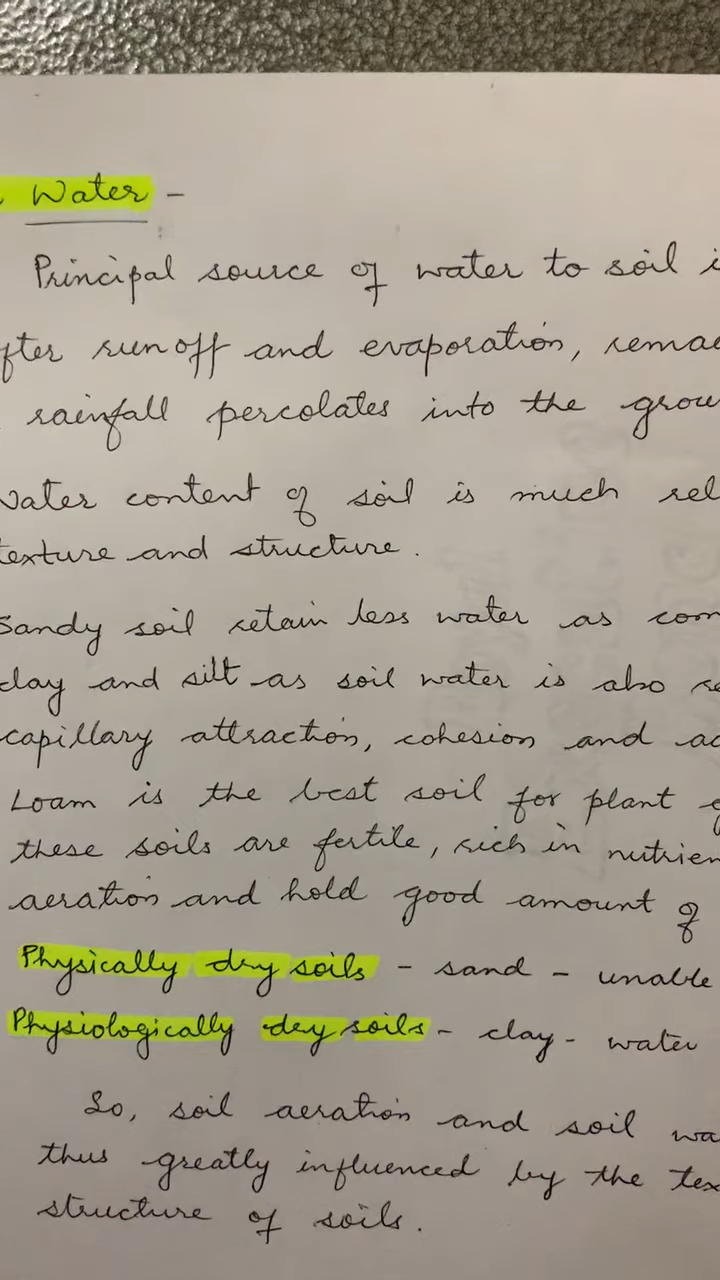 Water -
Principal source of water to soil i
fter runoff and evaporation, remai
rainfall percolates into the grou
Water content of soil is much rel
texture and structure.
Sandy soil retain less water as com
clay and silt as soil water is also re
capillary attraction, cohesion and ad
Loam is the best soil for plant g
these soils are fertile, rich in nutrien
aeration and hold good amount of
Physically dry soils - sand - unable
Physiologically dry soils - clay - water
So, soil aeration and soil wa
thus greatly influenced by the tex
structure of soils.